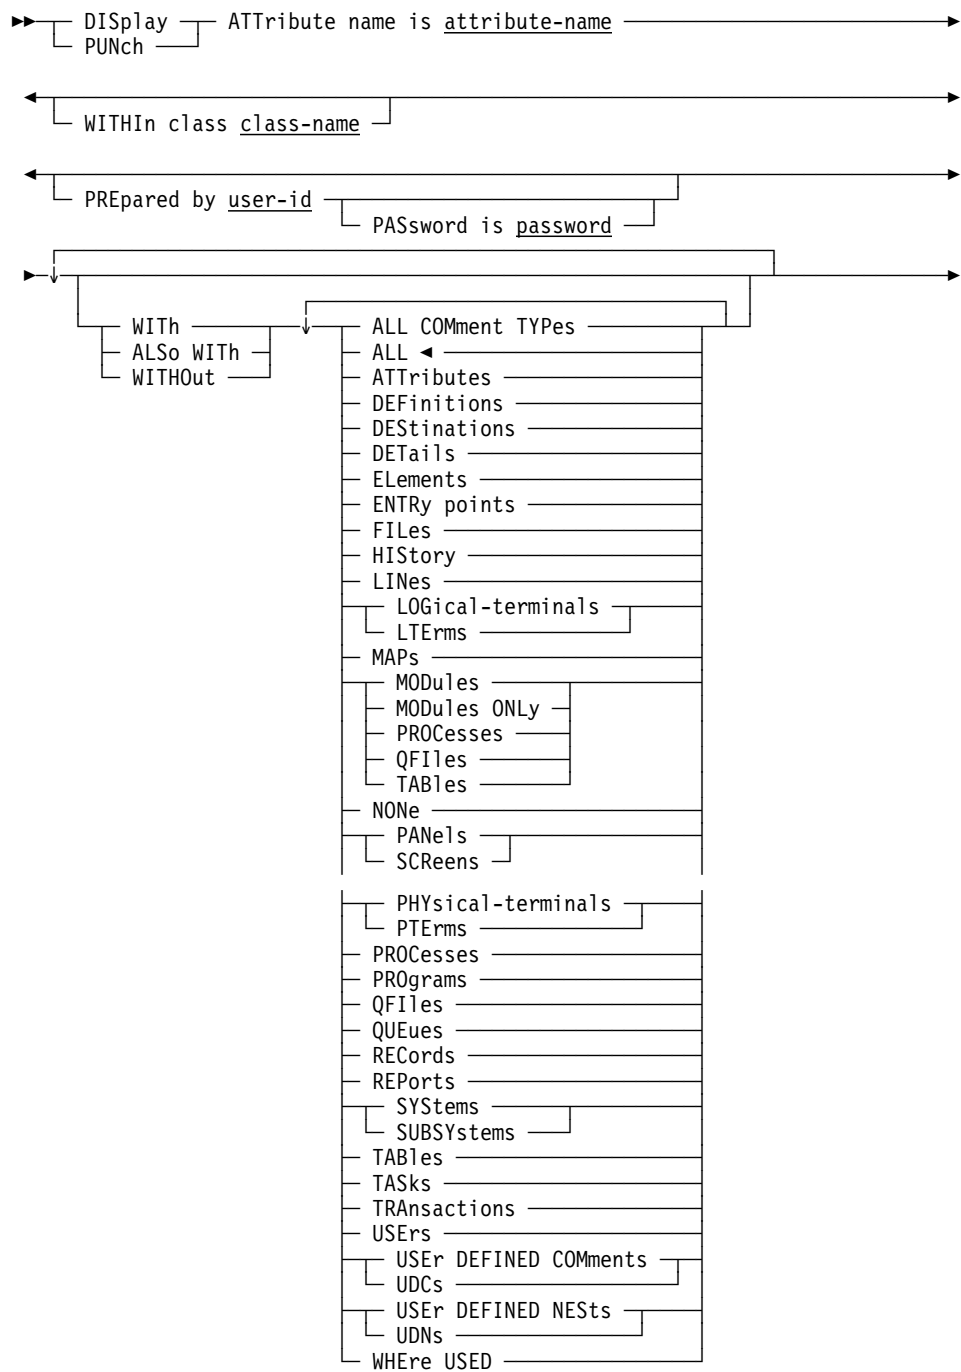 DISplay ATTribute name is attribute-name
PUNch
WITHIn class class-name
PREpared by user-id
PASsword is password
WITh
ALSo WITh
WITHOut
ALL COMment TYPes
ALL
ATTributes
DEFinitions
DEStinations
DETails
ELements
ENTRy points
FILes
HIStory
LINes
LOGical-terminals
LTErms
MAPs
MODules
MODules ONLy
PROCesses
QFIles
TABles
NONe
PANels
SCReens
PHYsical-terminals
PTErms
PROCesses
PROgrams
QFIles
QUEues
RECords
REPorts
SYStems
SUBSYstems
TABles
TASks
TRAnsactions
USErs
USEr DEFINED COMments
UDCs
USEr DEFINED NESts
UDNs
WHEre USED